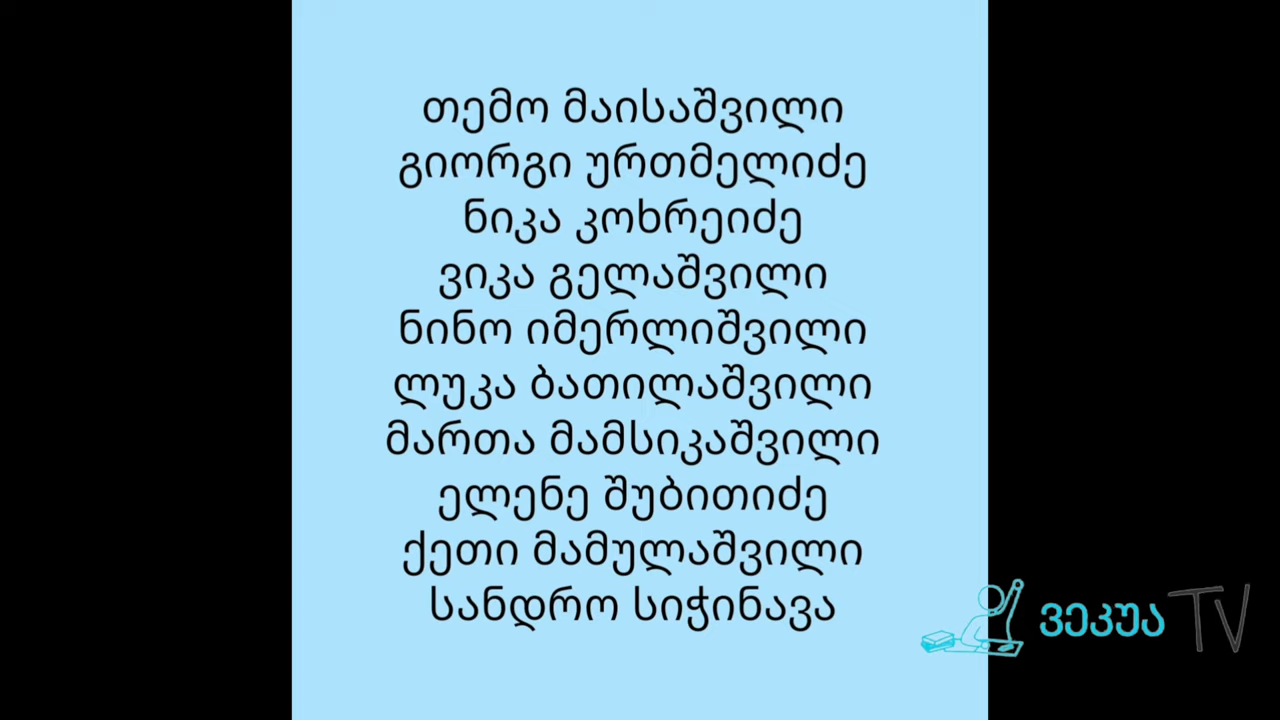 თემო მაისაშვილი
გიორგი ურთმელიძე
ნიკა კოხრეიძე
ვიკა გელაშვილი
ნინო იმერლიშვილი
ლუკა ბათილაშვილი
მართა მამსიკაშვილი
ელენე შუბითიძე
ქეთი მამულაშვილი
სანდრო სიჭინავა
ვეკუა TV